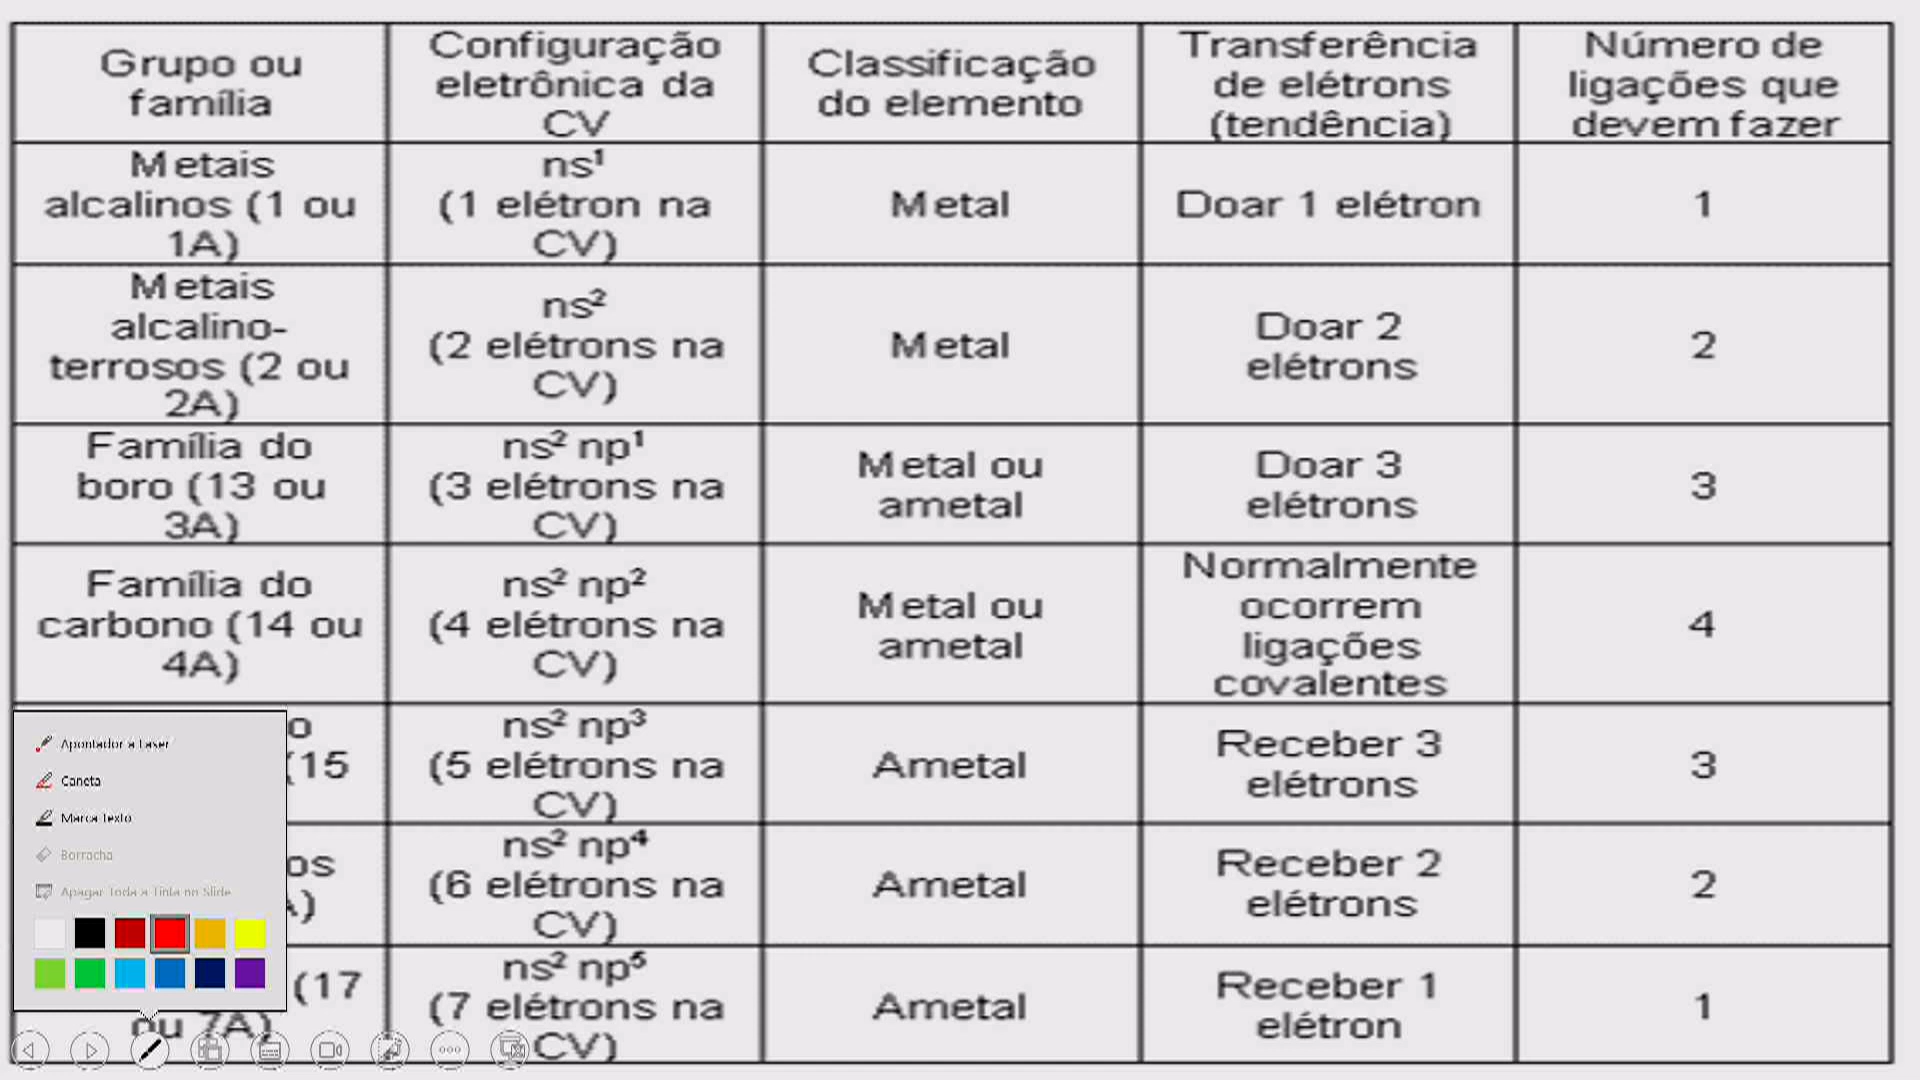 Grupo ou
família
Configuração
eletrônica da
CV
Classificação
do elemento
Transferência
de elétrons
(tendência)
Número de
ligações que
devem fazer
Metais
alcalinos (1 ou
1A)
ns¹
(1 elétron na
CV)
Metal
Doar 1 elétron
1
Metais
alcalino-
terrosos (2 ou
2A)
ns²
(2 elétrons na
CV)
Metal
Doar 2
elétrons
2
Família do
boro (13 ou
3A)
ns² np¹
(3 elétrons na
CV)
Metal ou
ametal
Doar 3
elétrons
3
Família do
carbono (14 ou
4A)
ns² np²
(4 elétrons na
CV)
Metal ou
ametal
Normalmente
ocorrem
ligações
covalentes
4
o
(15
ns² np³
(5 elétrons na
CV)
Ametal
Receber 3
elétrons
3
os
A)
ns² np⁴
(6 elétrons na
CV)
Ametal
Receber 2
elétrons
2
(17
ou 7A)
ns² np⁵
(7 elétrons na
CV)
Ametal
Receber 1
elétron
1
Apontador a Laser
Caneta
Marca-texto
Borracha
Apagar Toda a Tinta no Slide